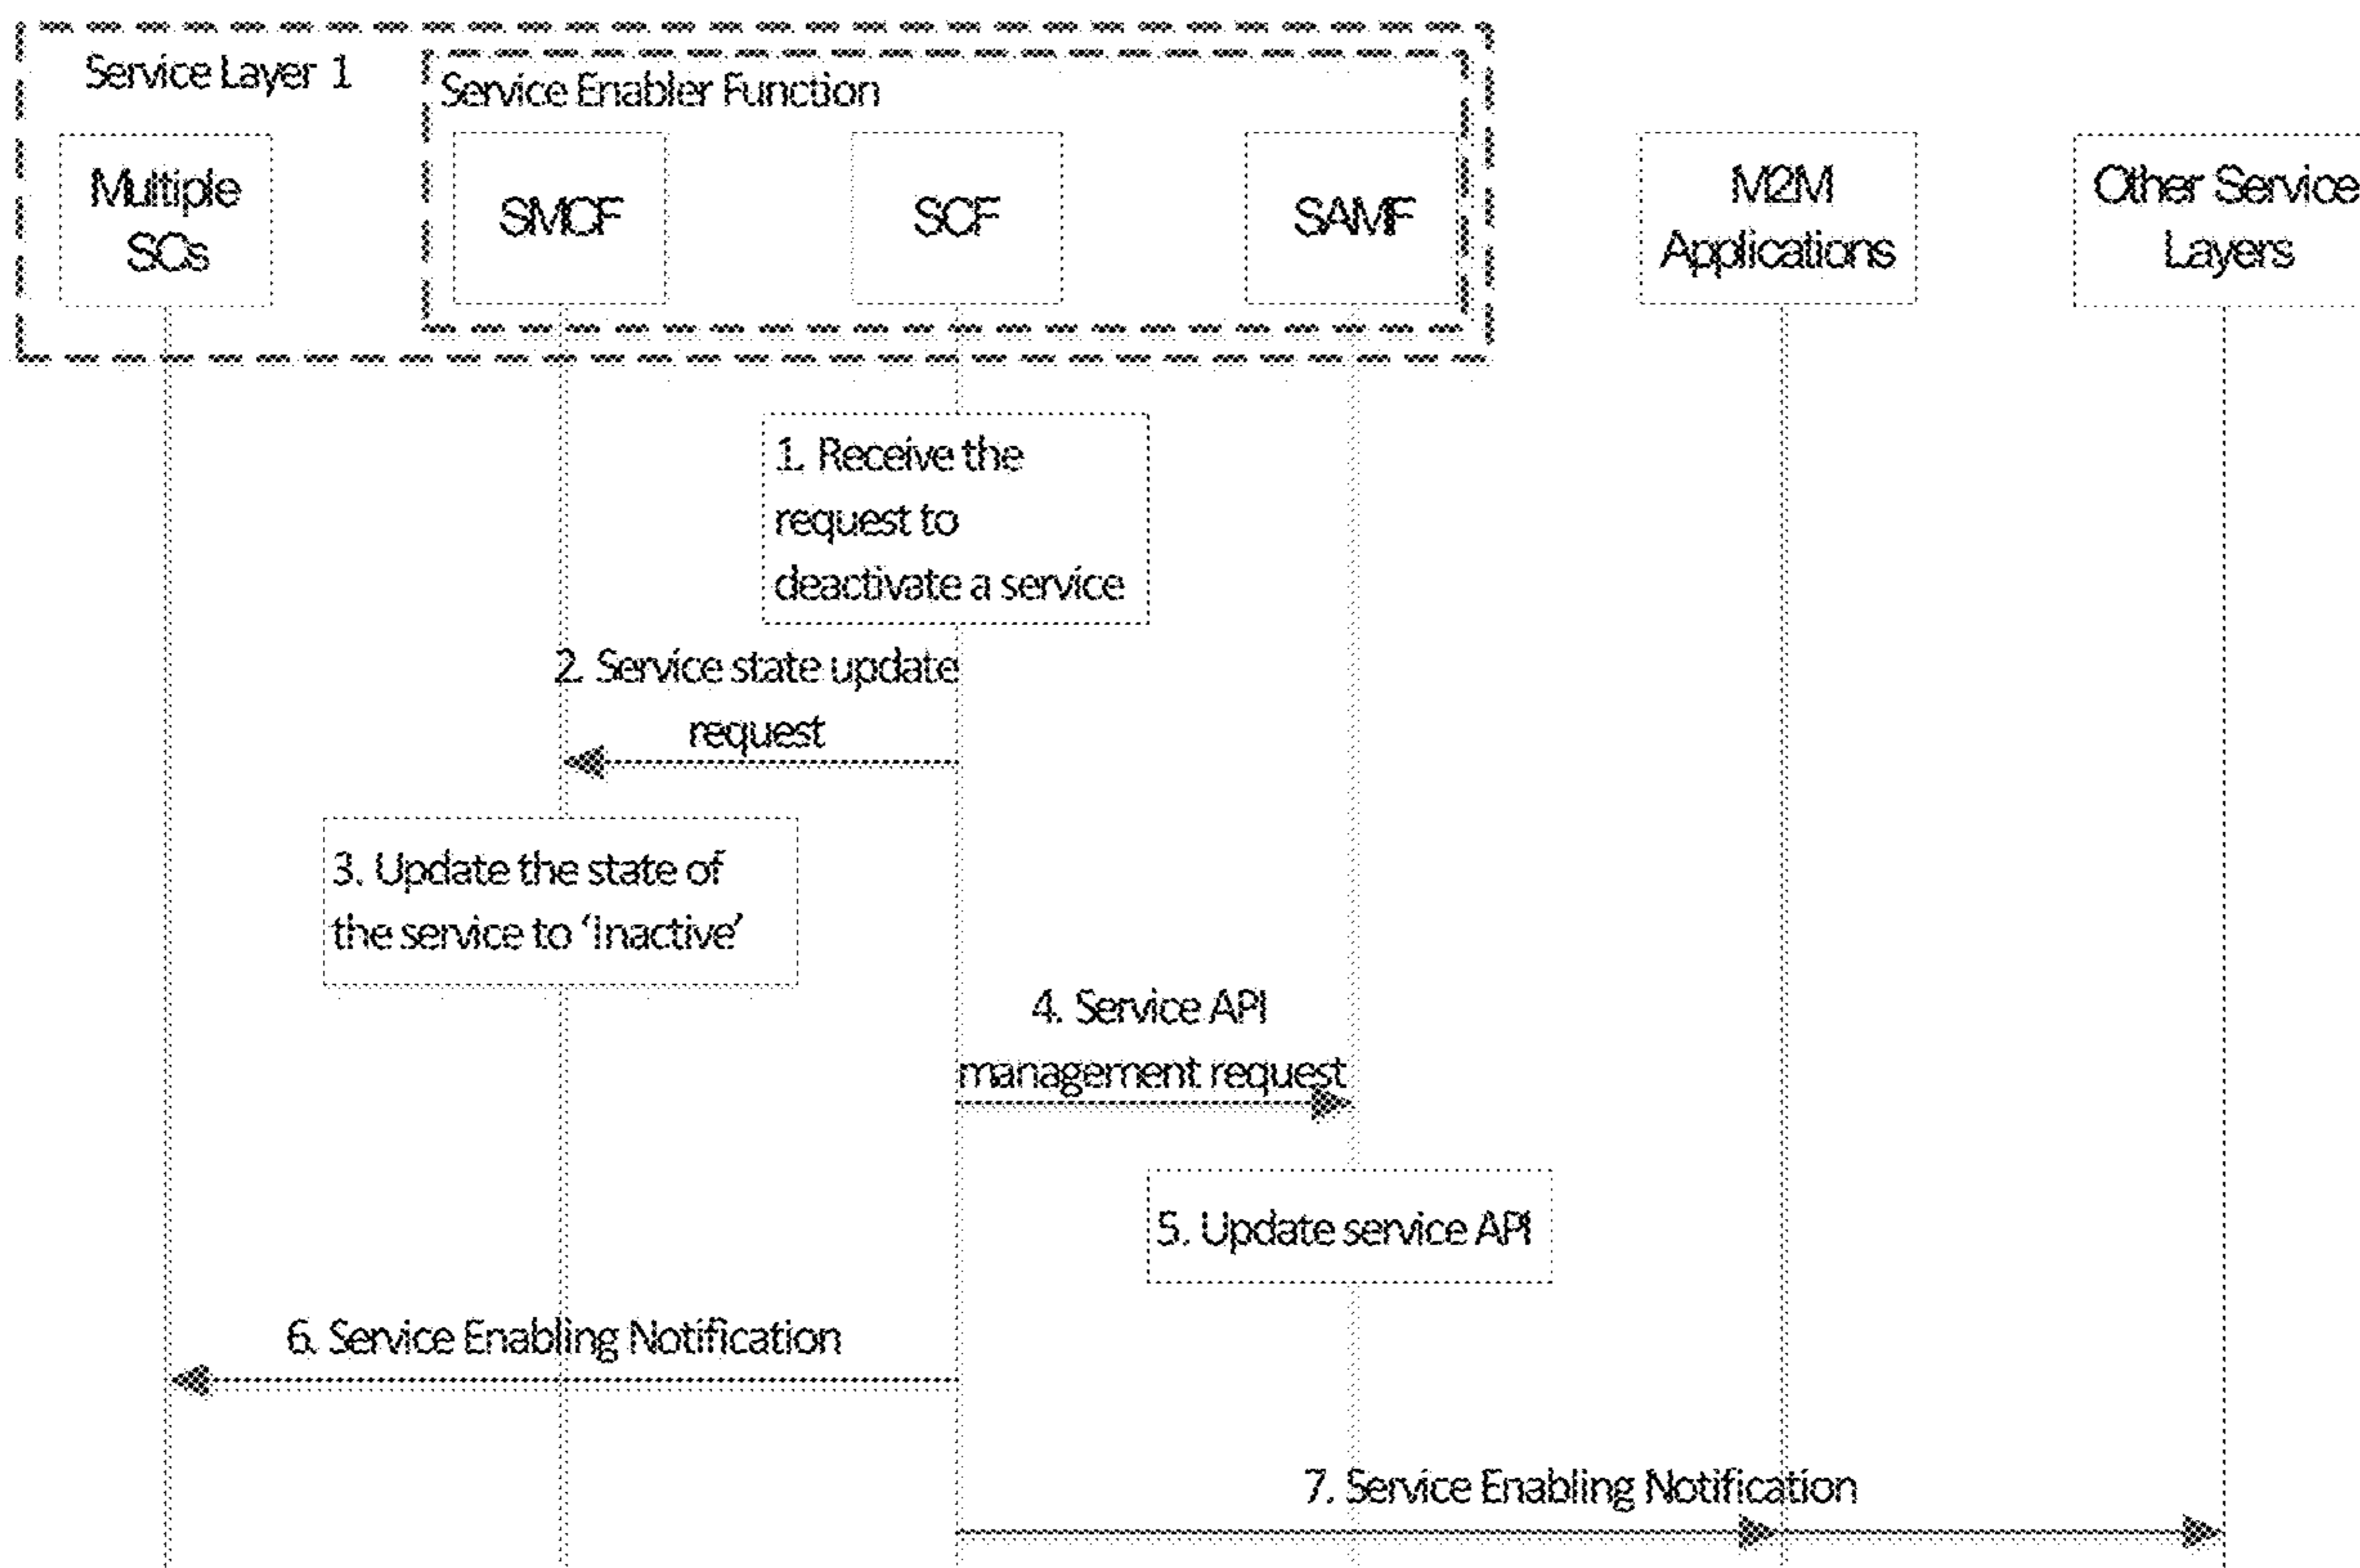 Service Layer 1
Service Enabler Function
Multiple
SCs
SMCF
SCF
SAMF
M2M
Applications
Other Service
Layers
1. Receive the
request to
deactivate a service
2. Service state update
request
3. Update the state of
the service to ‘Inactive’
4. Service API
management request
5. Update service API
6. Service Enabling Notification
7. Service Enabling Notification